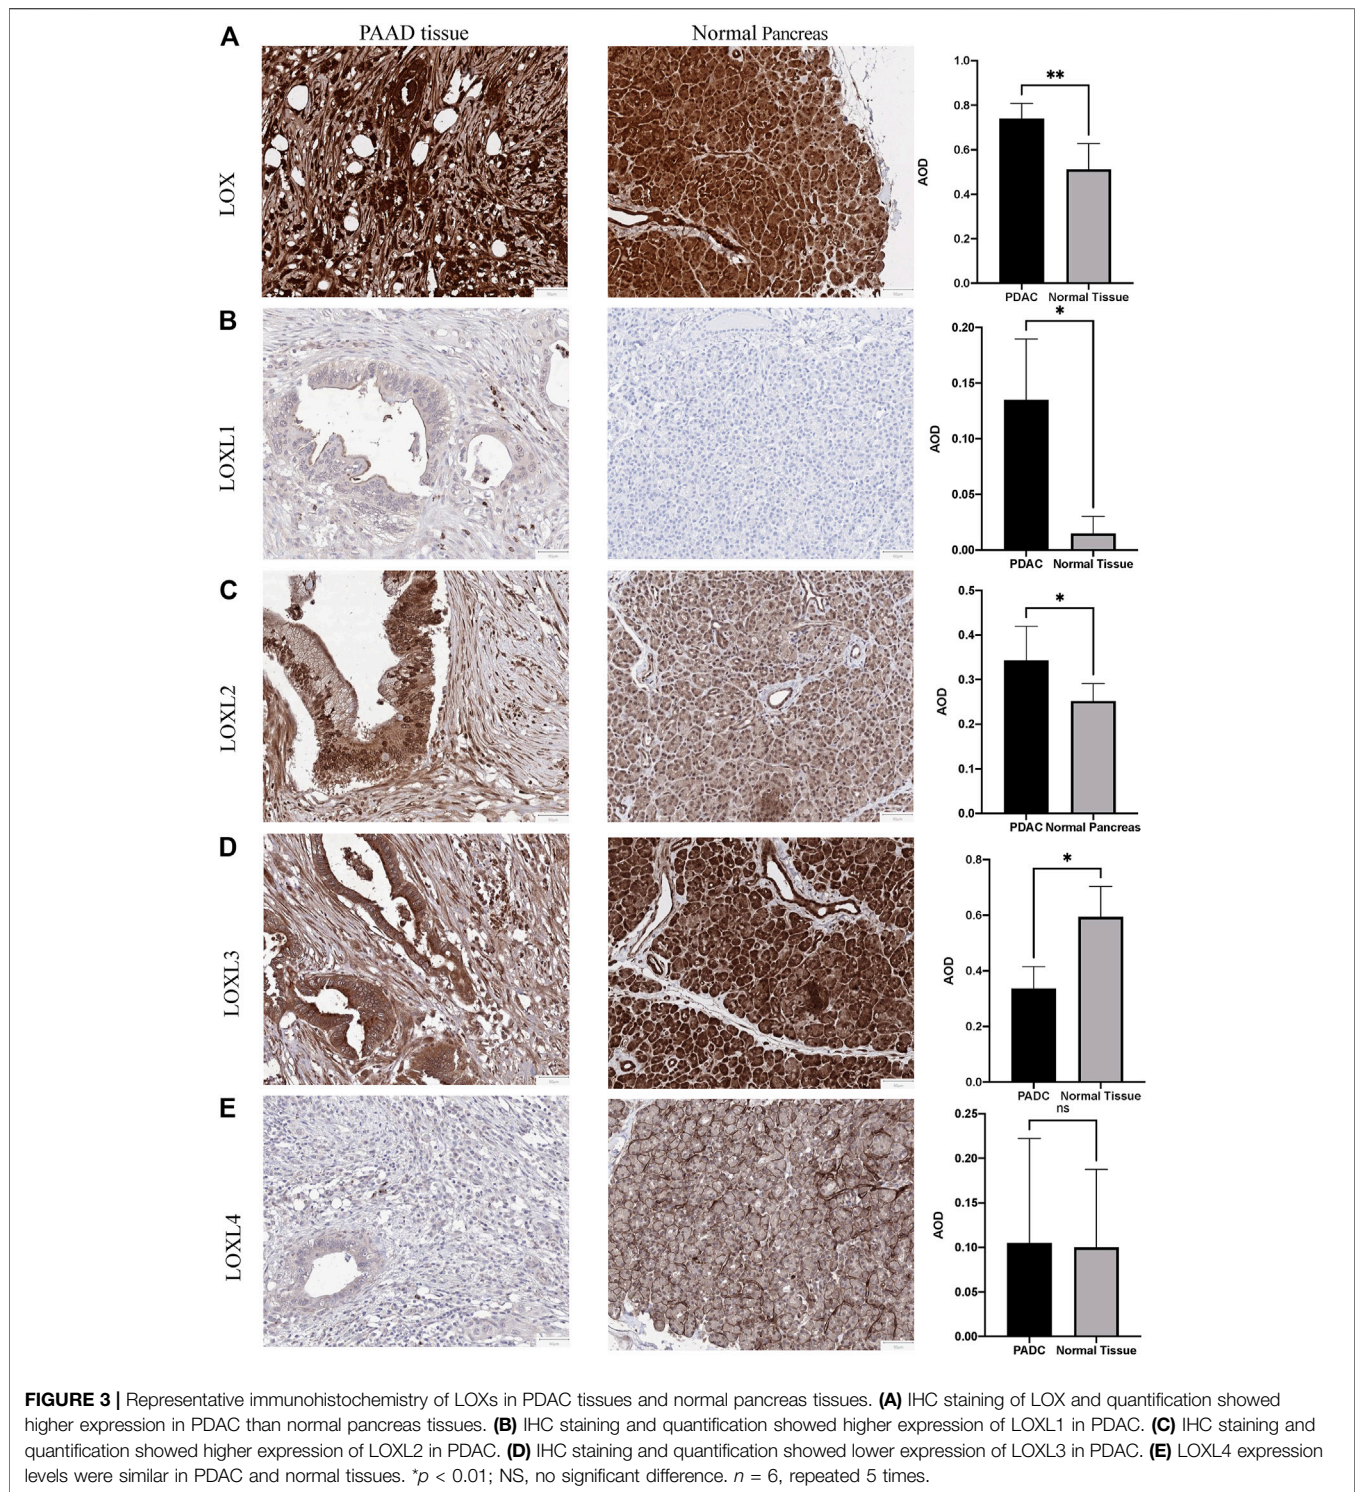 A
PAAD tissue
Normal Pancreas
LOX
AOD
1.0
0.8
0.6
0.4
0.2
0.0
**
PDAC Normal Tissue
B
LOXL1
AOD
0.20
0.15
0.10
0.05
0.00
*
PDAC Normal Tissue
C
LOXL2
AOD
0.5
0.4
0.3
0.2
0.1
0.0
*
PDAC Normal Pancreas
D
LOXL3
AOD
0.8
0.6
0.4
0.2
0.0
*
PADC Normal Tissue
E
LOXL4
AOD
ns
0.25
0.20
0.15
0.10
0.05
0.00
PADC Normal Tissue
FIGURE 3 | Representative immunohistochemistry of LOXs in PDAC tissues and normal pancreas tissues. (A) IHC staining of LOX and quantification showed
higher expression in PDAC than normal pancreas tissues. (B) IHC staining and quantification showed higher expression of LOXL1 in PDAC. (C) IHC staining and
quantification showed higher expression of LOXL2 in PDAC. (D) IHC staining and quantification showed lower expression of LOXL3 in PDAC. (E) LOXL4 expression
levels were similar in PDAC and normal tissues. *p < 0.01; NS, no significant difference. n = 6, repeated 5 times.